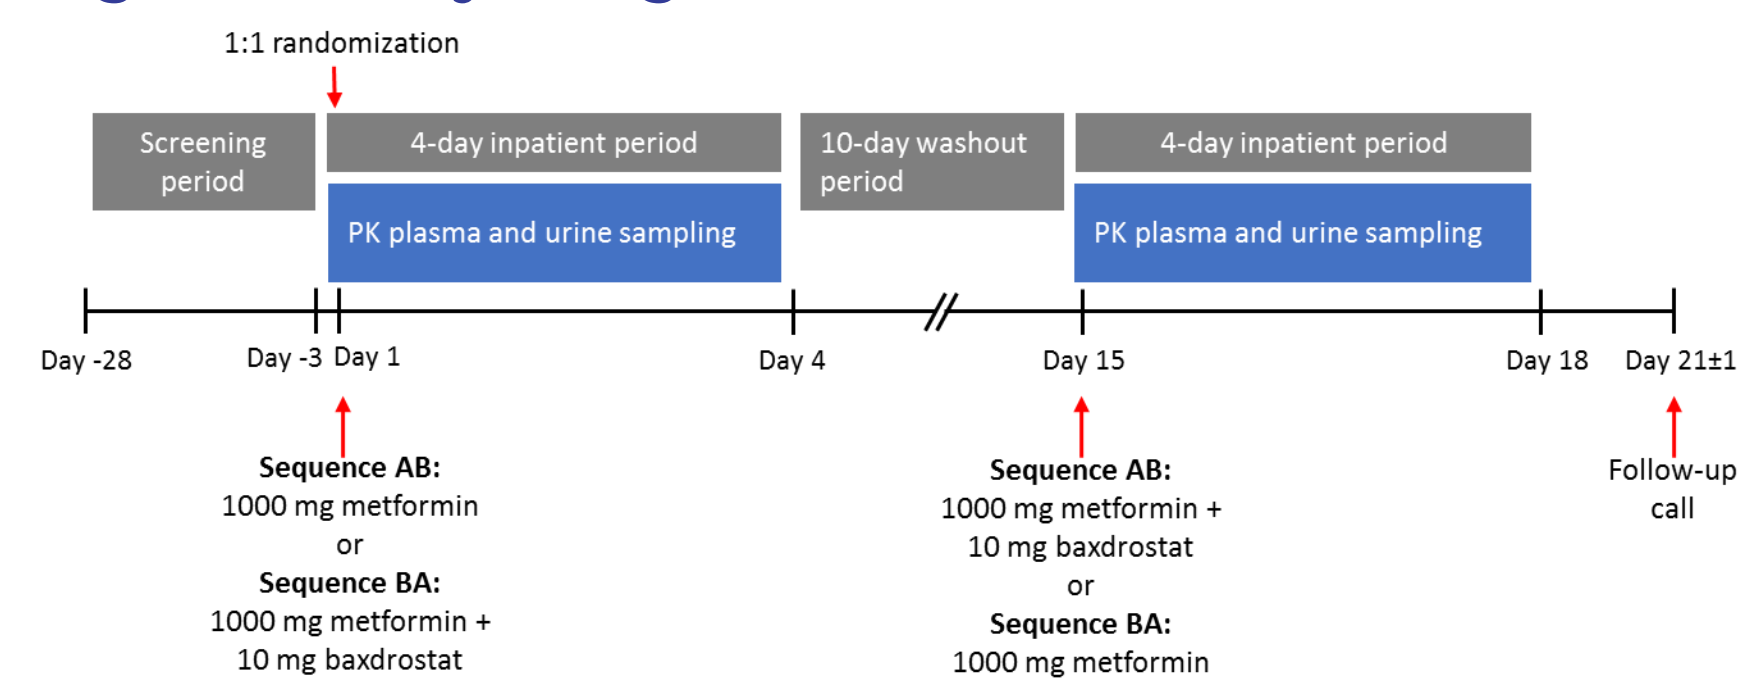 1:1 randomization
Screening
period
4-day inpatient period
10-day washout
period
4-day inpatient period
PK plasma and urine sampling
PK plasma and urine sampling
Day -28
Day -3
Day 1
Day 4
Day 15
Day 18
Day 21±1
Sequence AB:
1000 mg metformin
or
Sequence BA:
1000 mg metformin +
10 mg baxdrostat
Sequence AB:
1000 mg metformin +
10 mg baxdrostat
or
Sequence BA:
1000 mg metformin
Follow-up
call